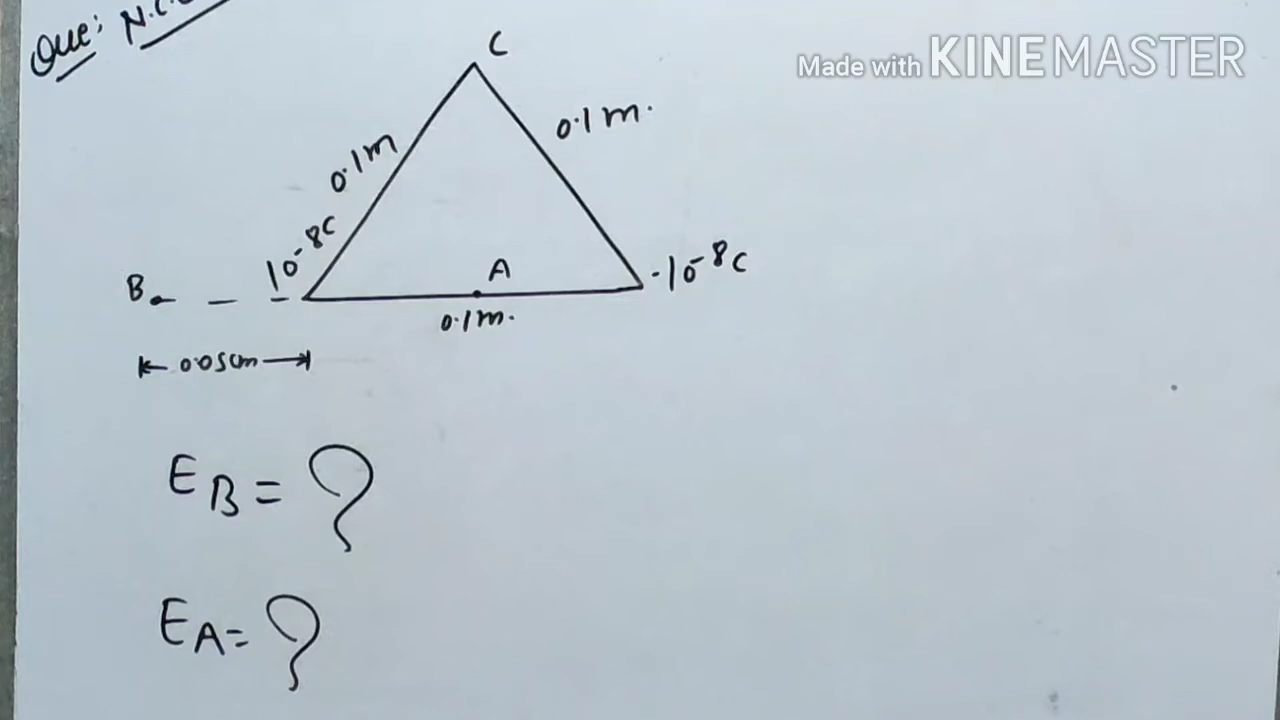 Que:
Made with KINEMASTER
C
0.1m
0.1m.
10⁻⁸C
B
A
-10⁻⁸C
0.1m.
0.05cm
E_B = ?
E_A = ?